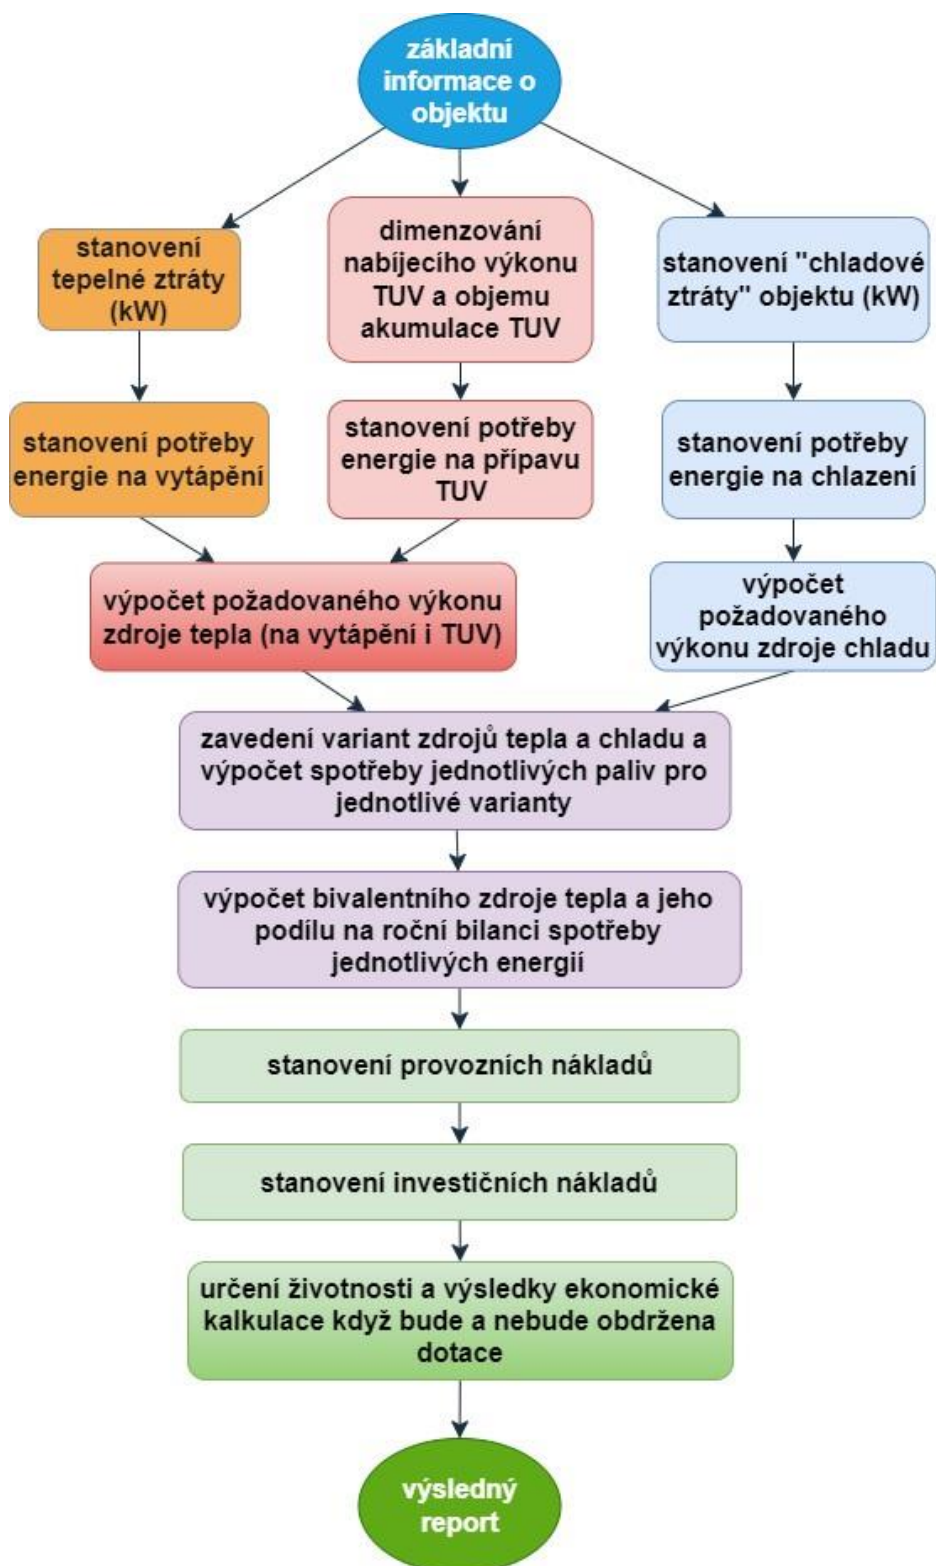 základní
informace o
objektu
stanovení
tepelné ztráty
(kW)
dimenzování
nabíjecího výkonu
TUV a objemu
akumulace TUV
stanovení "chladové
ztráty" objektu (kW)
stanovení potřeby
energie na vytápění
stanovení potřeby
energie na přípavu
TUV
stanovení potřeby
energie na chlazení
výpočet požadovaného výkonu
zdroje tepla (na vytápění i TUV)
výpočet
požadovaného
výkonu zdroje chladu
zavedení variant zdrojů tepla a chladu a
výpočet spotřeby jednotlivých paliv pro
jednotlivé varianty
výpočet bivalentního zdroje tepla a jeho
podílu na roční bilanci spotřeby
jednotlivých energií
stanovení provozních nákladů
stanovení investičních nákladů
určení životnosti a výsledky ekonomické
kalkulace když bude a nebude obdržena
dotace
výsledný
report